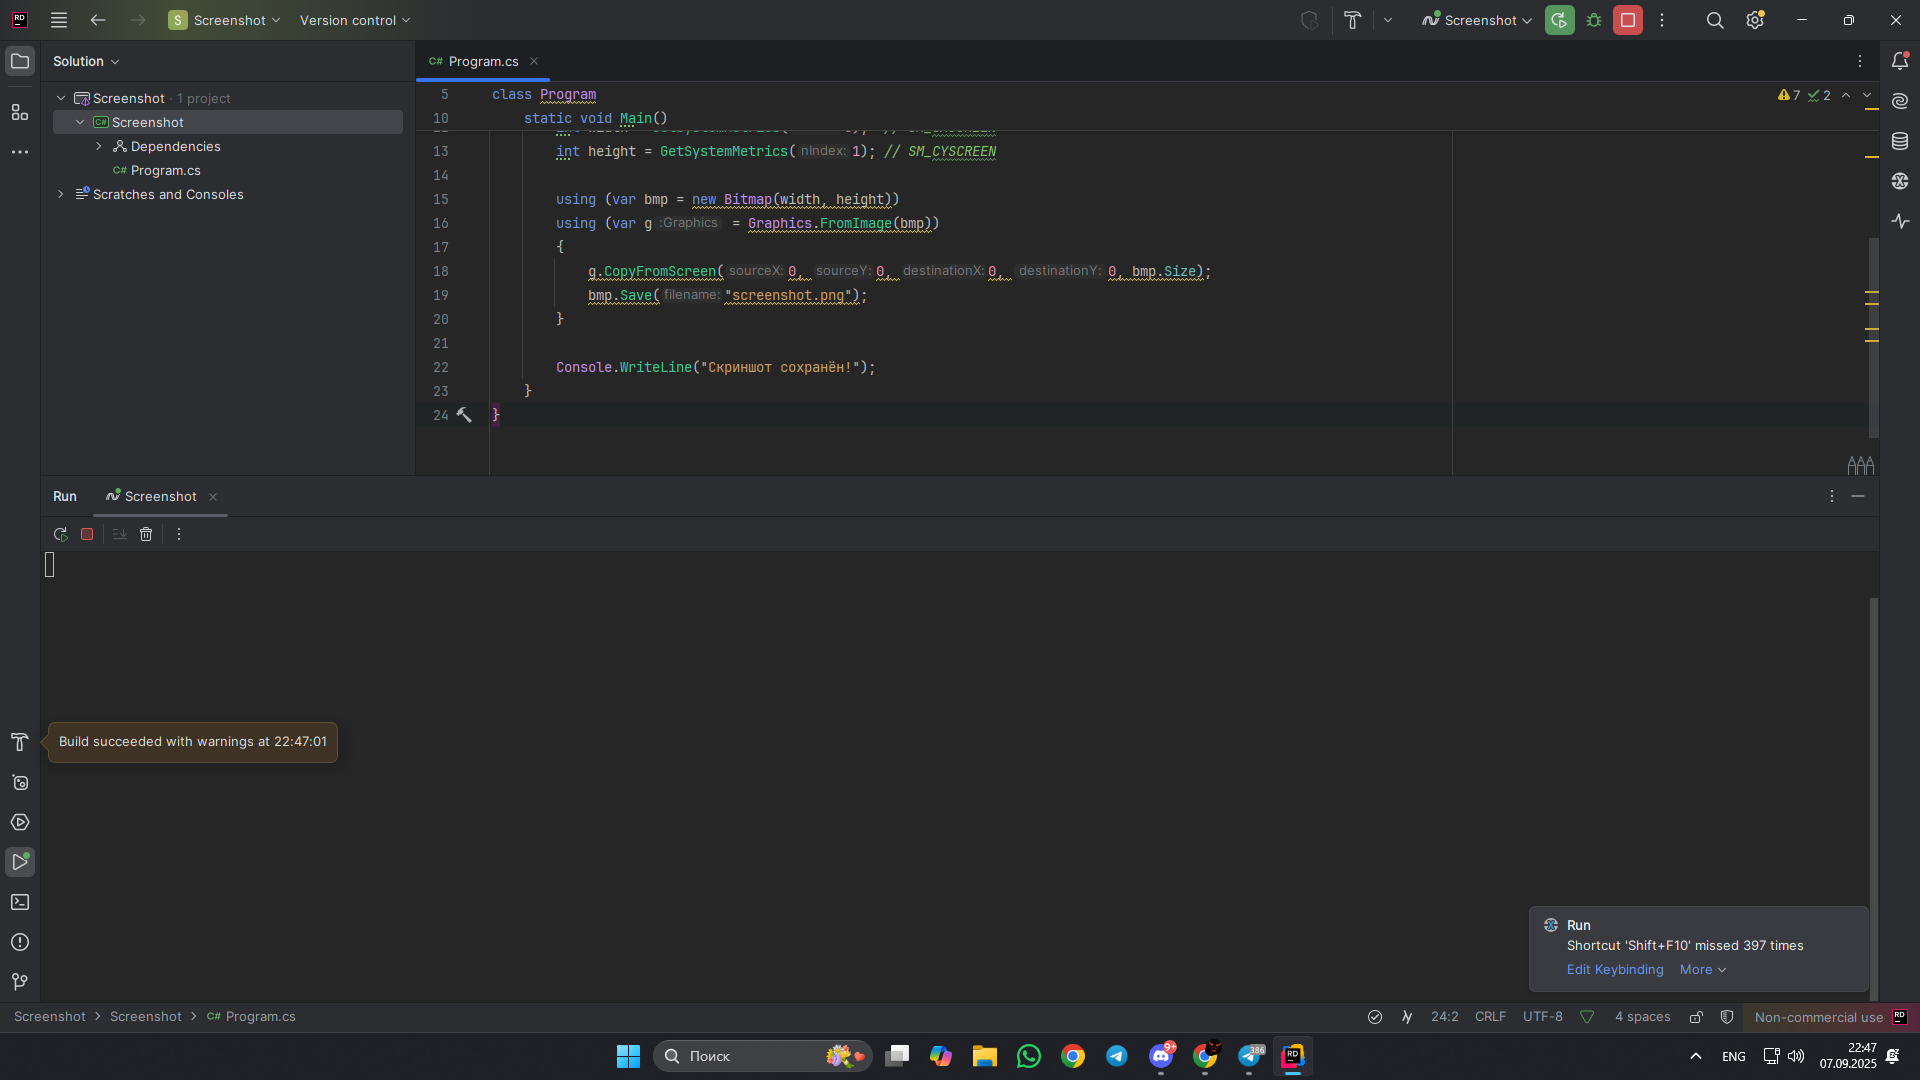 S Screenshot Version control
Screenshot
Solution
C# Program.cs
Screenshot · 1 project
C# Screenshot
Dependencies
C# Program.cs
Scratches and Consoles
5 class Program
7 2
10 static void Main()
13 int height = GetSystemMetrics( nIndex: 1); // SM_CYSCREEN
14
15 using (var bmp = new Bitmap(width, height))
16 using (var g :Graphics = Graphics.FromImage(bmp))
17 {
18 g.CopyFromScreen( sourceX: 0, sourceY: 0, destinationX: 0, destinationY: 0, bmp.Size);
19 bmp.Save( filename: "screenshot.png");
20 }
21
22 Console.WriteLine("Скриншот сохранён!");
23 }
24 }
Run Screenshot
Build succeeded with warnings at 22:47:01
Run
Shortcut 'Shift+F10' missed 397 times
Edit Keybinding More
Screenshot > Screenshot > C# Program.cs
24:2 CRLF UTF-8 4 spaces Non-commercial use RD
Поиск
9+
386
RD
ENG
22:47
07.09.2025